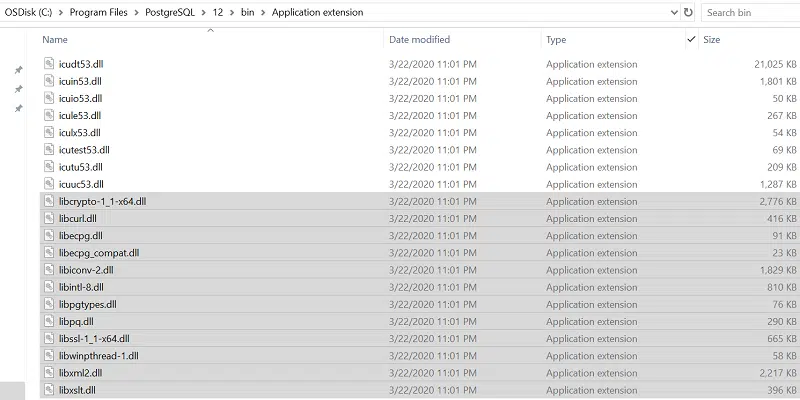 OSDisk (C:) > Program Files > PostgreSQL > 12 > bin > Application extension Search bin
Name Date modified Type Size
icudt53.dll 3/22/2020 11:01 PM Application extension 21,025 KB
icuin53.dll 3/22/2020 11:01 PM Application extension 1,801 KB
icuio53.dll 3/22/2020 11:01 PM Application extension 50 KB
icule53.dll 3/22/2020 11:01 PM Application extension 267 KB
iculx53.dll 3/22/2020 11:01 PM Application extension 54 KB
icutest53.dll 3/22/2020 11:01 PM Application extension 69 KB
icutu53.dll 3/22/2020 11:01 PM Application extension 209 KB
icuuc53.dll 3/22/2020 11:01 PM Application extension 1,287 KB
libcrypto-1_1-x64.dll 3/22/2020 11:01 PM Application extension 2,776 KB
libcurl.dll 3/22/2020 11:01 PM Application extension 416 KB
libecpg.dll 3/22/2020 11:01 PM Application extension 91 KB
libecpg_compat.dll 3/22/2020 11:01 PM Application extension 23 KB
libiconv-2.dll 3/22/2020 11:01 PM Application extension 1,829 KB
libintl-8.dll 3/22/2020 11:01 PM Application extension 810 KB
libpgtypes.dll 3/22/2020 11:01 PM Application extension 76 KB
libpq.dll 3/22/2020 11:01 PM Application extension 290 KB
libssl-1_1-x64.dll 3/22/2020 11:01 PM Application extension 665 KB
libwinpthread-1.dll 3/22/2020 11:01 PM Application extension 58 KB
libxml2.dll 3/22/2020 11:01 PM Application extension 2,217 KB
libxslt.dll 3/22/2020 11:01 PM Application extension 396 KB